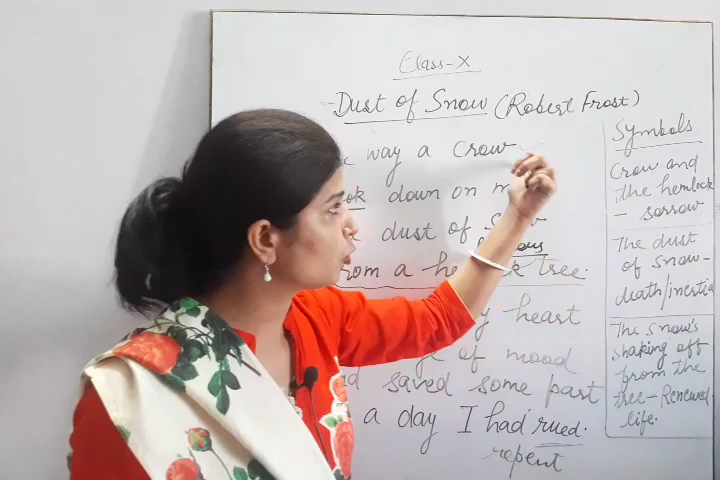 Class-X
Dust of Snow (Robert Frost)
way a crow
down on
dust of
from a tree.
heart
of mood
saved some part
a day I had rued.
repent
Symbols
Crow and
the hemlock
- sorrow
The dust
of snow-
death/inertia
The snow's
shaking off
from the
tree-Renewed
life.